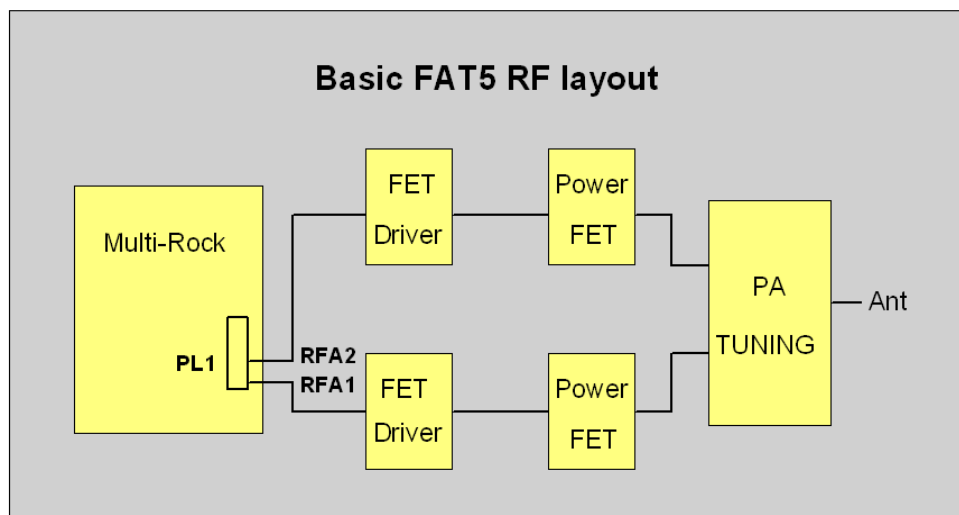 Basic FAT5 RF layout
Multi-Rock
PL1
RFA2
RFA1
FET
Driver
Power
FET
FET
Driver
Power
FET
PA
TUNING
Ant